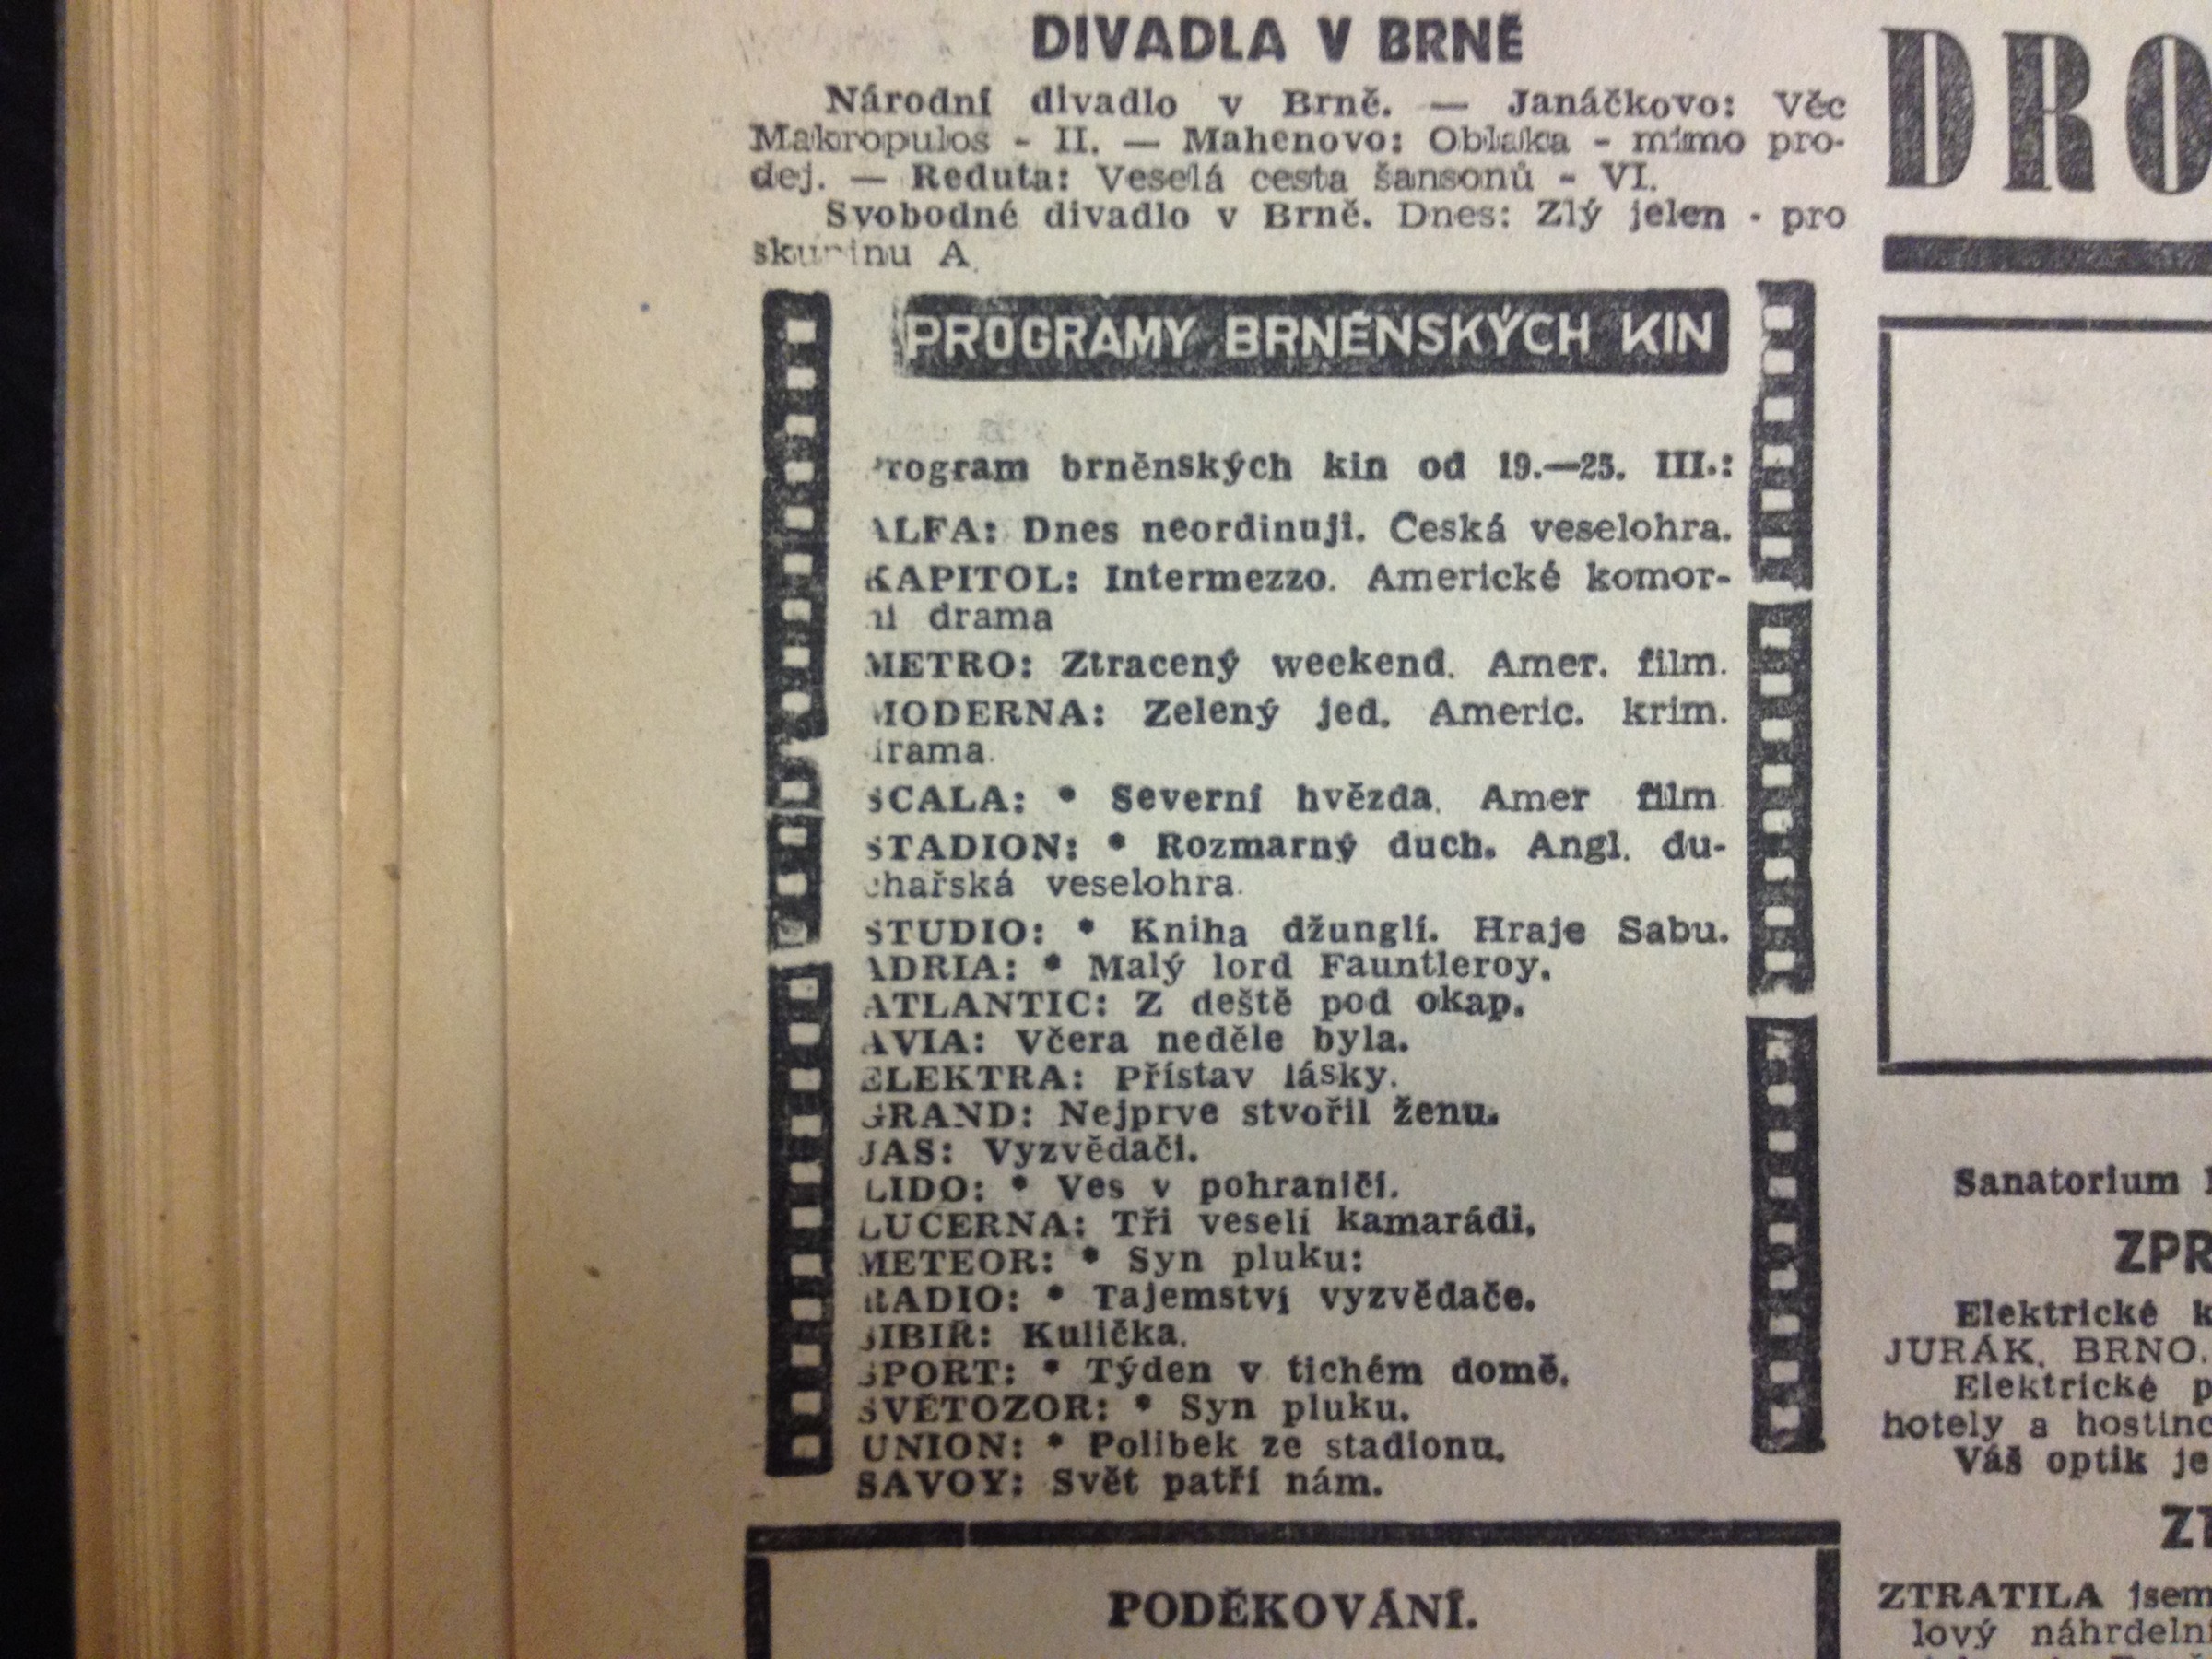 DIVADLA V BRNĚ
Národní divadlo v Brně. — Janáčkovo: Věc
Makropulos - II. — Mahenovo: Oblaka - mimo pro-
dej. — Reduta: Veselá cesta šansonů - VI.
Svobodné divadlo v Brně. Dnes: Zlý jelen - pro
skupinu A.
PROGRAMY BRNĚNSKÝCH KIN
Program brněnských kin od 19.—25. III.:
ALFA: Dnes neordinuji. Česká veselohra.
KAPITOL: Intermezzo. Americké komor-
ní drama
METRO: Ztracený weekend. Amer. film.
MODERNA: Zelený jed. Americ. krim.
drama.
SCALA: * Severní hvězda. Amer film.
STADION: * Rozmarný duch. Angl. du-
chařská veselohra.
STUDIO: * Kniha džunglí. Hraje Sabu.
ADRIA: * Malý lord Fauntleroy.
ATLANTIC: Z deště pod okap.
AVIA: Včera neděle byla.
ELEKTRA: Přístav lásky.
GRAND: Nejprve stvořil ženu.
JAS: Vyzvědači.
LIDO: * Ves v pohraničí.
LUCERNA: Tři veselí kamarádi.
METEOR: * Syn pluku:
RADIO: * Tajemství vyzvědače.
SIBIŘ: Kulička.
SPORT: * Týden v tichém domě.
SVĚTOZOR: * Syn pluku.
UNION: * Polibek ze stadionu.
SAVOY: Svět patří nám.
PODĚKOVÁNÍ.
DRO
Sanatorium
ZPR
Elektrické k
JURÁK, BRNO.
Elektrické p
hotely a hostinc
Váš optik je
ZT
ZTRATILA jsem
lový náhrdelní